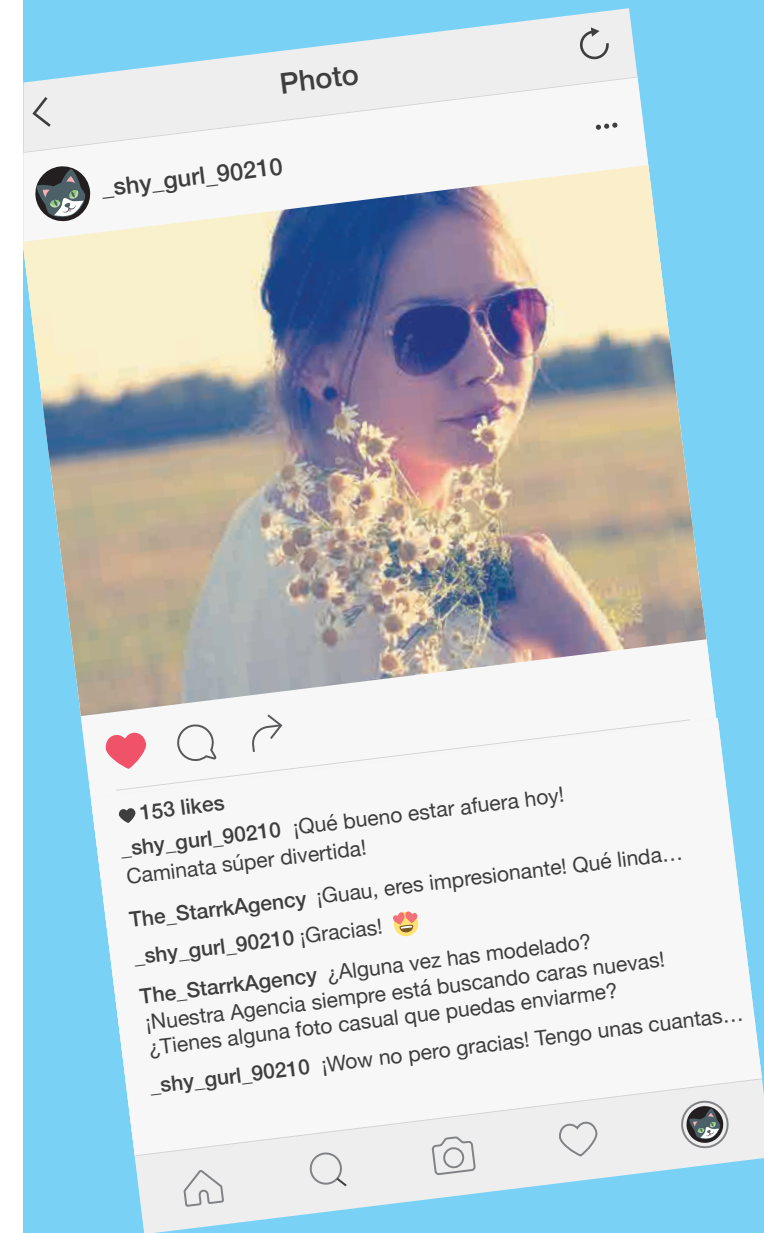 Photo
_shy_gurl_90210
153 likes
_shy_gurl_90210 ¡Qué bueno estar afuera hoy!
Caminata súper divertida!
The_StarrkAgency ¡Guau, eres impresionante! Qué linda…
_shy_gurl_90210 ¡Gracias! 😍
The_StarrkAgency ¿Alguna vez has modelado?
¡Nuestra Agencia siempre está buscando caras nuevas!
¿Tienes alguna foto casual que puedas enviarme?
_shy_gurl_90210 ¡Wow no pero gracias! Tengo unas cuantas…